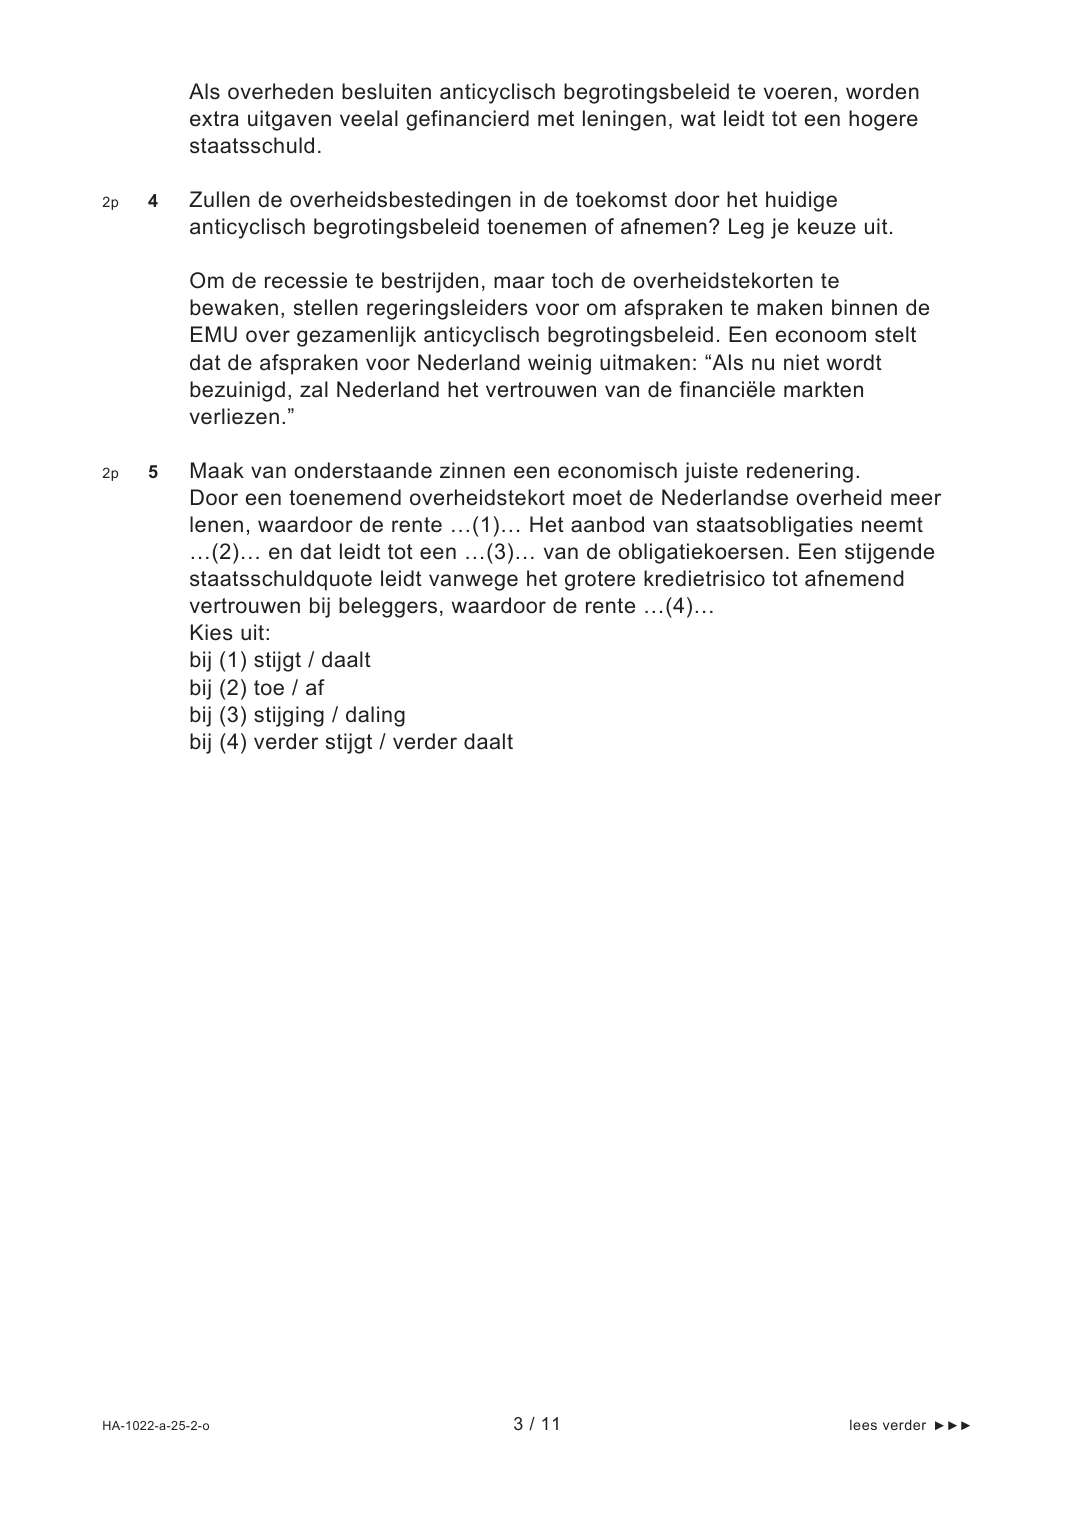 Als overheden besluiten anticyclisch begrotingsbeleid te voeren, worden
extra uitgaven veelal gefinancierd met leningen, wat leidt tot een hogere
staatsschuld.
2p 4 Zullen de overheidsbestedingen in de toekomst door het huidige
anticyclisch begrotingsbeleid toenemen of afnemen? Leg je keuze uit.
Om de recessie te bestrijden, maar toch de overheidstekorten te
bewaken, stellen regeringsleiders voor om afspraken te maken binnen de
EMU over gezamenlijk anticyclisch begrotingsbeleid. Een econoom stelt
dat de afspraken voor Nederland weinig uitmaken: “Als nu niet wordt
bezuinigd, zal Nederland het vertrouwen van de financiële markten
verliezen.”
2p 5 Maak van onderstaande zinnen een economisch juiste redenering.
Door een toenemend overheidstekort moet de Nederlandse overheid meer
lenen, waardoor de rente …(1)… Het aanbod van staatsobligaties neemt
…(2)… en dat leidt tot een …(3)… van de obligatiekoersen. Een stijgende
staatsschuldquote leidt vanwege het grotere kredietrisico tot afnemend
vertrouwen bij beleggers, waardoor de rente …(4)…
Kies uit:
bij (1) stijgt / daalt
bij (2) toe / af
bij (3) stijging / daling
bij (4) verder stijgt / verder daalt
HA-1022-a-25-2-o 3 / 11 lees verder ►►►